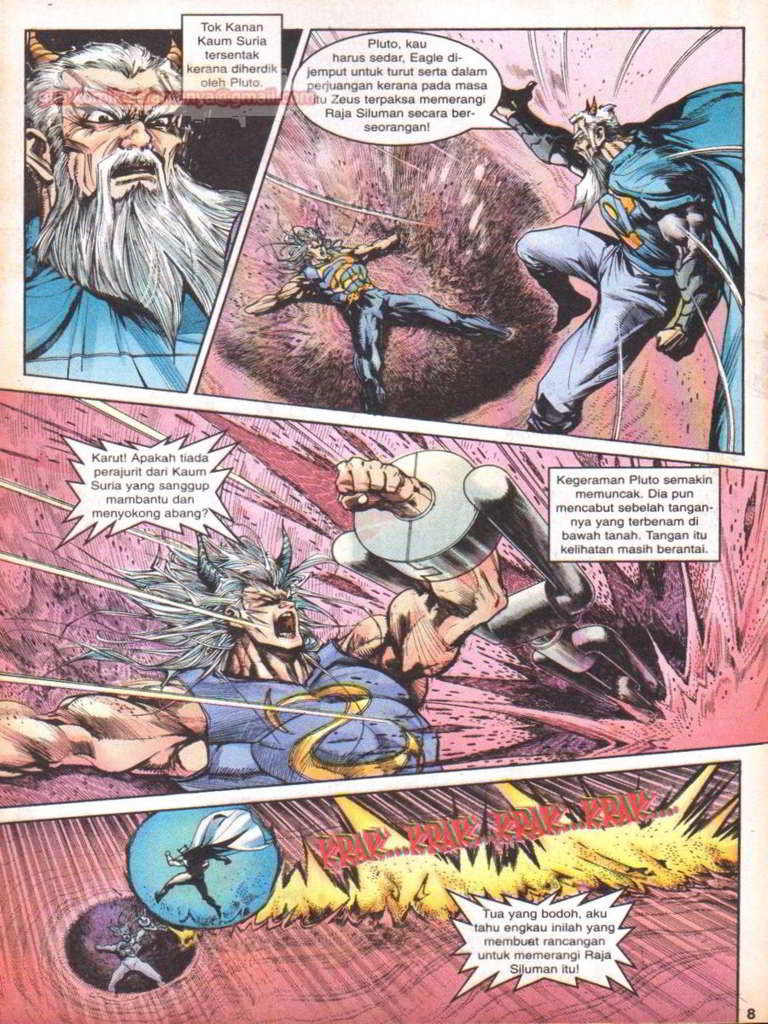 Tok Kanan
Kaum Suria
tersentak
kerana diherdik
oleh Pluto.
Pluto, kau
harus sedar, Eagle di-
jemput untuk turut serta dalam
perjuangan kerana pada masa
itu Zeus terpaksa memerangi
Raja Siluman secara ber-
seorangan!
Karut! Apakah tiada
perajurit dari Kaum
Suria yang sanggup
mambantu dan
menyokong abang?
Kegeraman Pluto semakin
memuncak. Dia pun
mencabut sebelah tangan-
nya yang terbenam di
bawah tanah. Tangan itu
kelihatan masih berantai.
KRAK...KRAK...KRAK...KRAK...
Tua yang bodoh, aku
tahu engkau inilah yang
membuat rancangan
untuk memerangi Raja
Siluman itu!
8